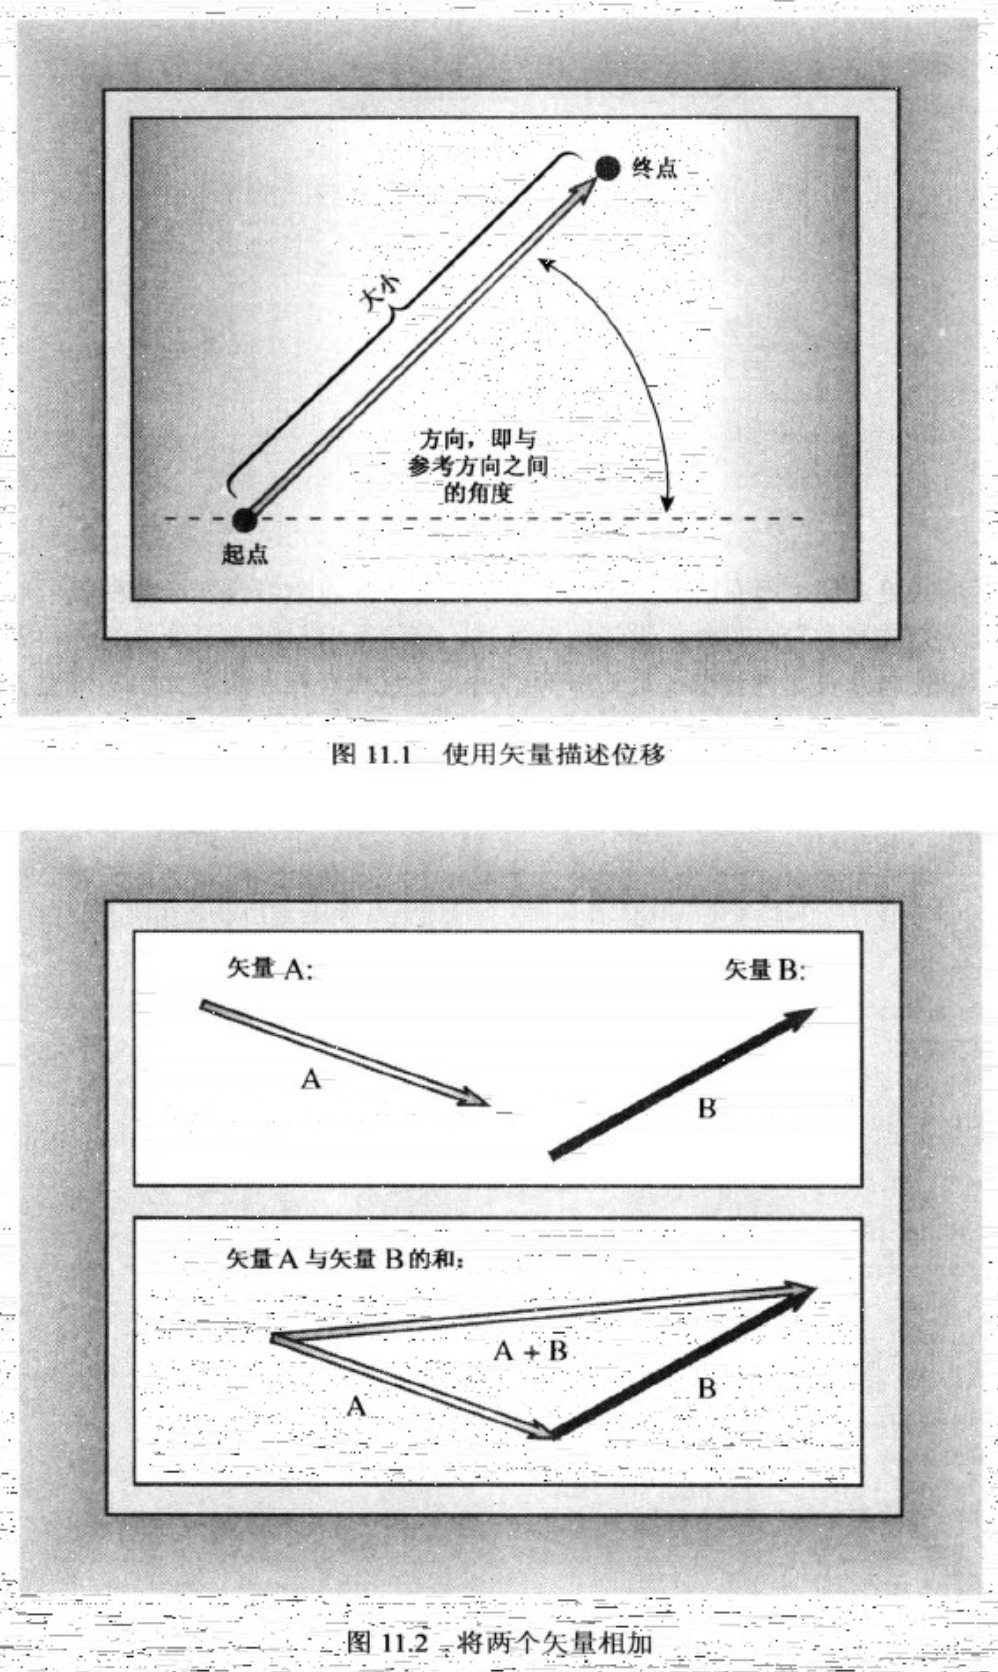 终点
大小
方向，即与
参考方向之间
的角度
起点
图 11.1 使用矢量描述位移
矢量 A:
矢量 B:
A
B
矢量 A 与矢量 B 的和:
A + B
A
B
图 11.2 将两个矢量相加